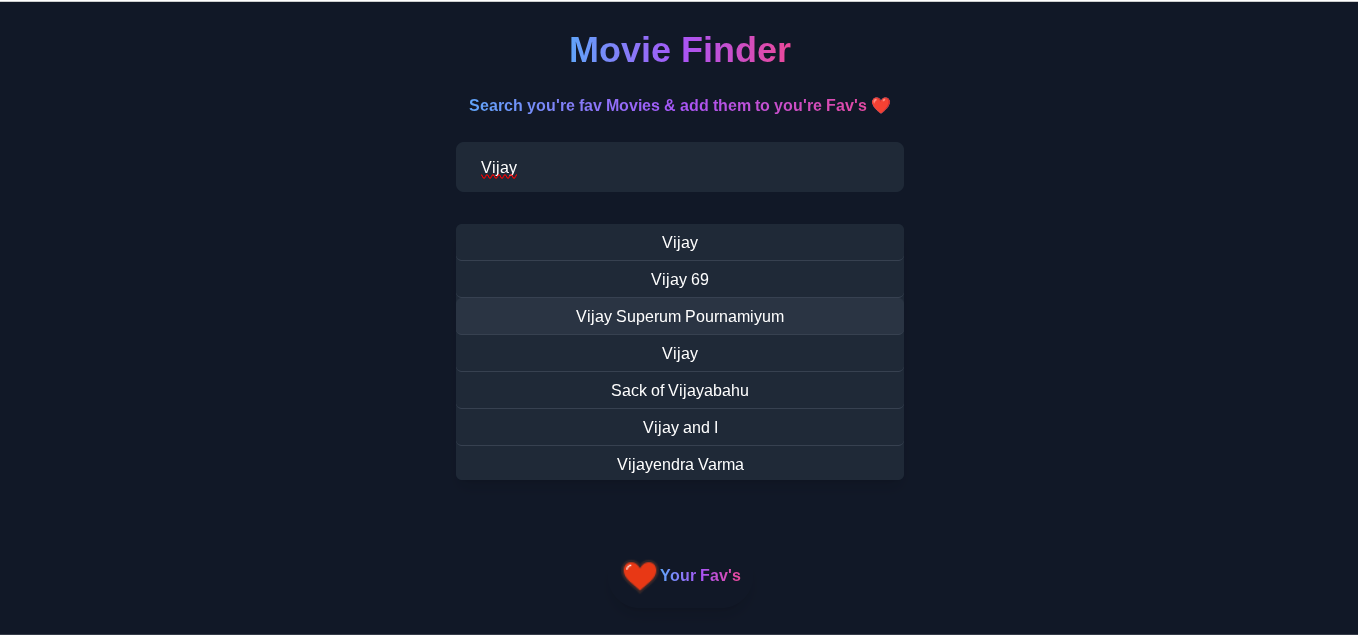 Movie Finder
Search you're fav Movies & add them to you're Fav's ❤️
Vijay
Vijay
Vijay 69
Vijay Superum Pournamiyum
Vijay
Sack of Vijayabahu
Vijay and I
Vijayendra Varma
❤️ Your Fav's